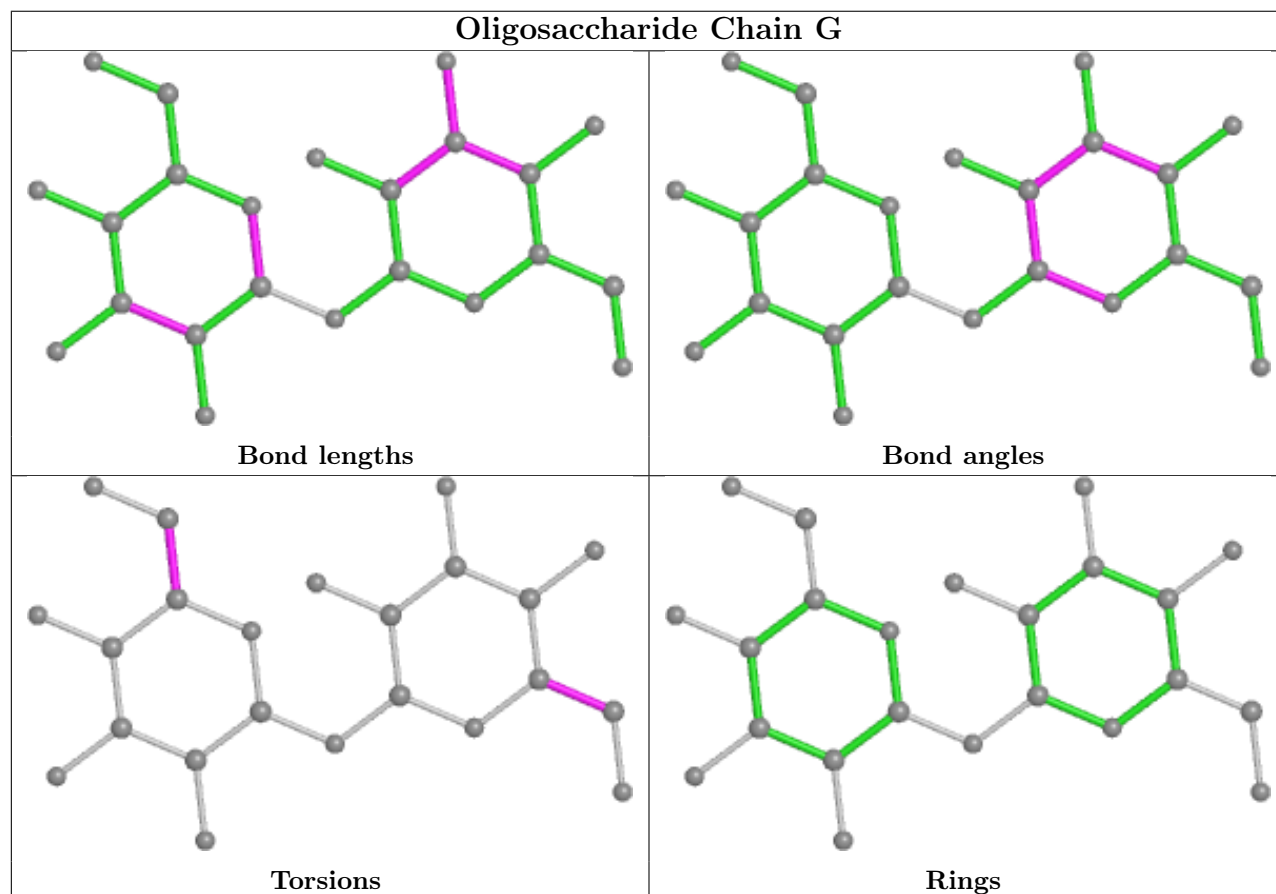 Oligosaccharide Chain G
Bond lengths
Bond angles
Torsions
Rings